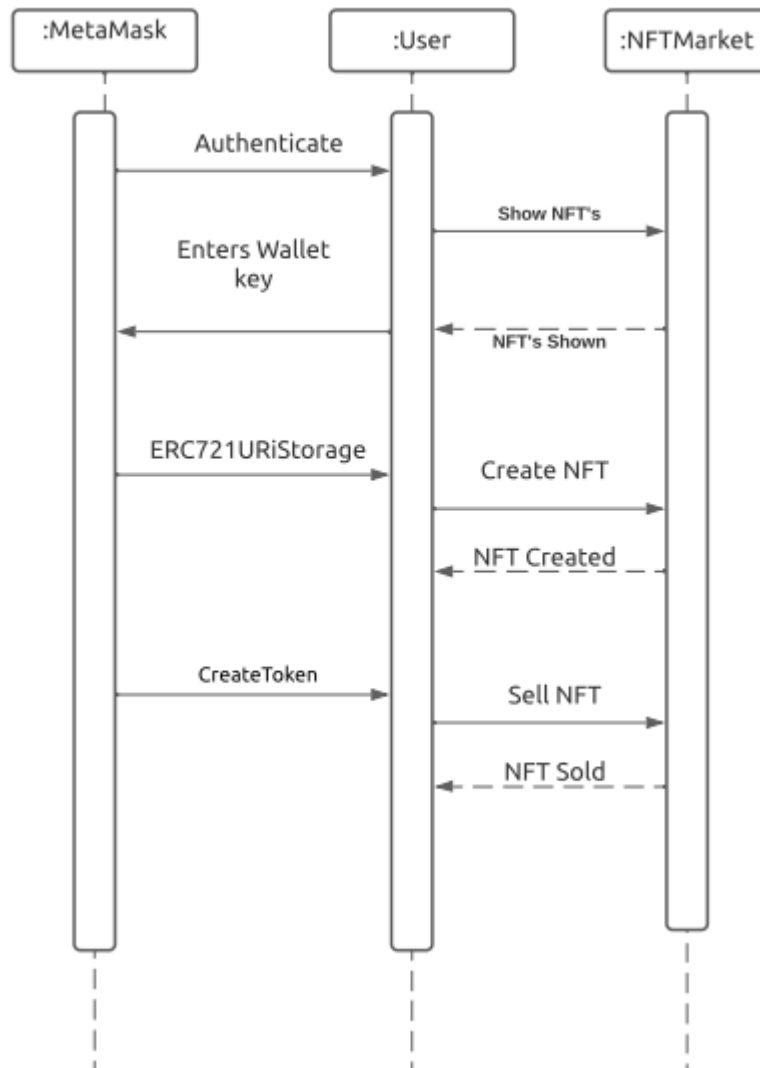 :MetaMask
:User
:NFTMarket
Authenticate
Show NFT's
Enters Wallet
key
NFT's Shown
ERC721URiStorage
Create NFT
NFT Created
CreateToken
Sell NFT
NFT Sold